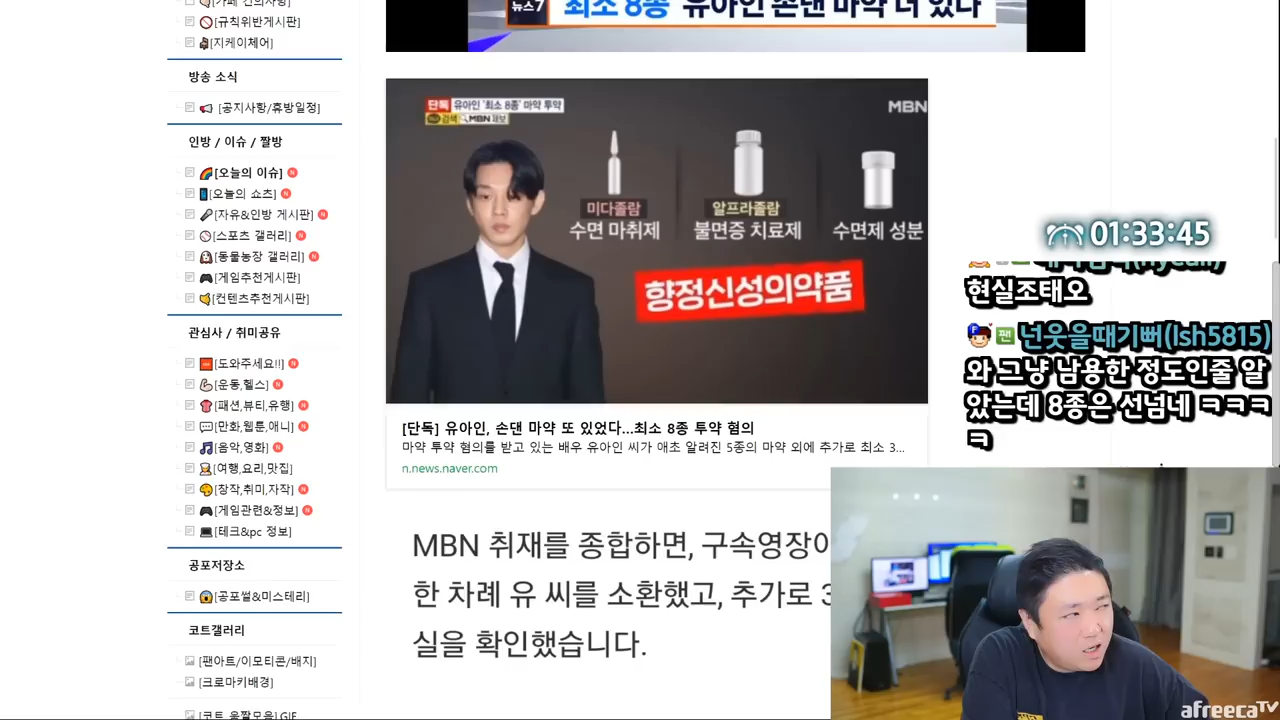 [카페 건의사항]
[규칙위반게시판]
[지케이체어]
방송 소식
[공지사항/휴방일정]
인방 / 이슈 / 짤방
[오늘의 이슈] N
[오늘의 쇼츠] N
[자유&인방 게시판] N
[스포츠 갤러리] N
[동물농장 갤러리] N
[게임추천게시판]
[컨텐츠추천게시판]
관심사 / 취미공유
[도와주세요!!] N
[운동,헬스] N
[패션,뷰티,유행] N
[만화,웹툰,애니] N
[음악,영화] N
[여행,요리,맛집]
[창작,취미,자작] N
[게임관련&정보] N
[테크&pc 정보]
공포저장소
[공포썰&미스테리]
코트갤러리
[팬아트/이모티콘/배지]
[크로마키배경]
[코트 움짤모음].GIF
뉴스7 최소 8종 유아인 손댄 마약 더 있다
단독 유아인 '최소 8종' 마약 투약
검색 MBN 제보
MBN
미다졸람
수면 마취제
알프라졸람
불면증 치료제
수면제 성분
향정신성의약품
[단독] 유아인, 손댄 마약 또 있었다…최소 8종 투약 혐의
마약 투약 혐의를 받고 있는 배우 유아인 씨가 애초 알려진 5종의 마약 외에 추가로 최소 3...
n.news.naver.com
MBN 취재를 종합하면, 구속영장이
한 차례 유 씨를 소환했고, 추가로 3
실을 확인했습니다.
01:33:45
현실조태오
팬 넌웃을때기뻐(lsh5815)
와 그냥 남용한 정도인줄 알
았는데 8종은 선넘네 ㅋㅋㅋ
ㅋ
afreecaTV